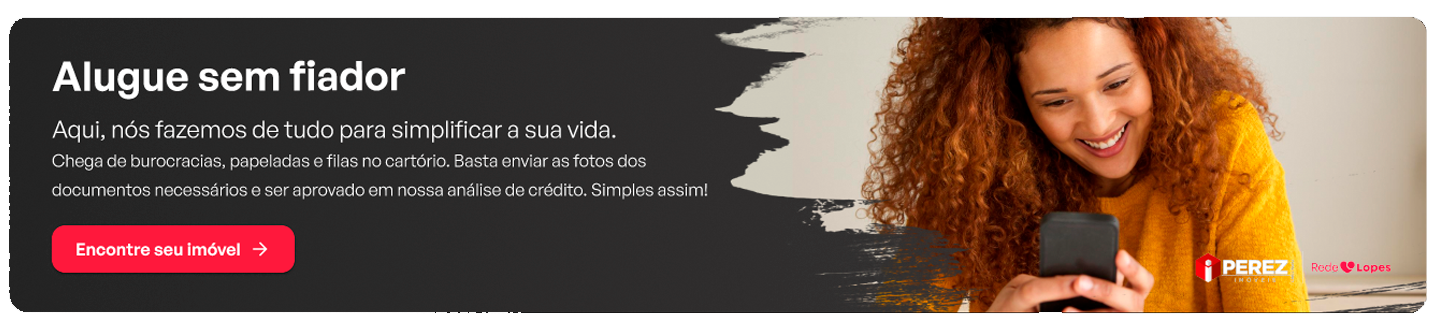 Alugue sem fiador
Aqui, nós fazemos de tudo para simplificar a sua vida.
Chega de burocracias, papeladas e filas no cartório. Basta enviar as fotos dos
documentos necessários e ser aprovado em nossa análise de crédito. Simples assim!
Encontre seu imóvel →
PEREZ
IMÓVEIS
Rede Lopes